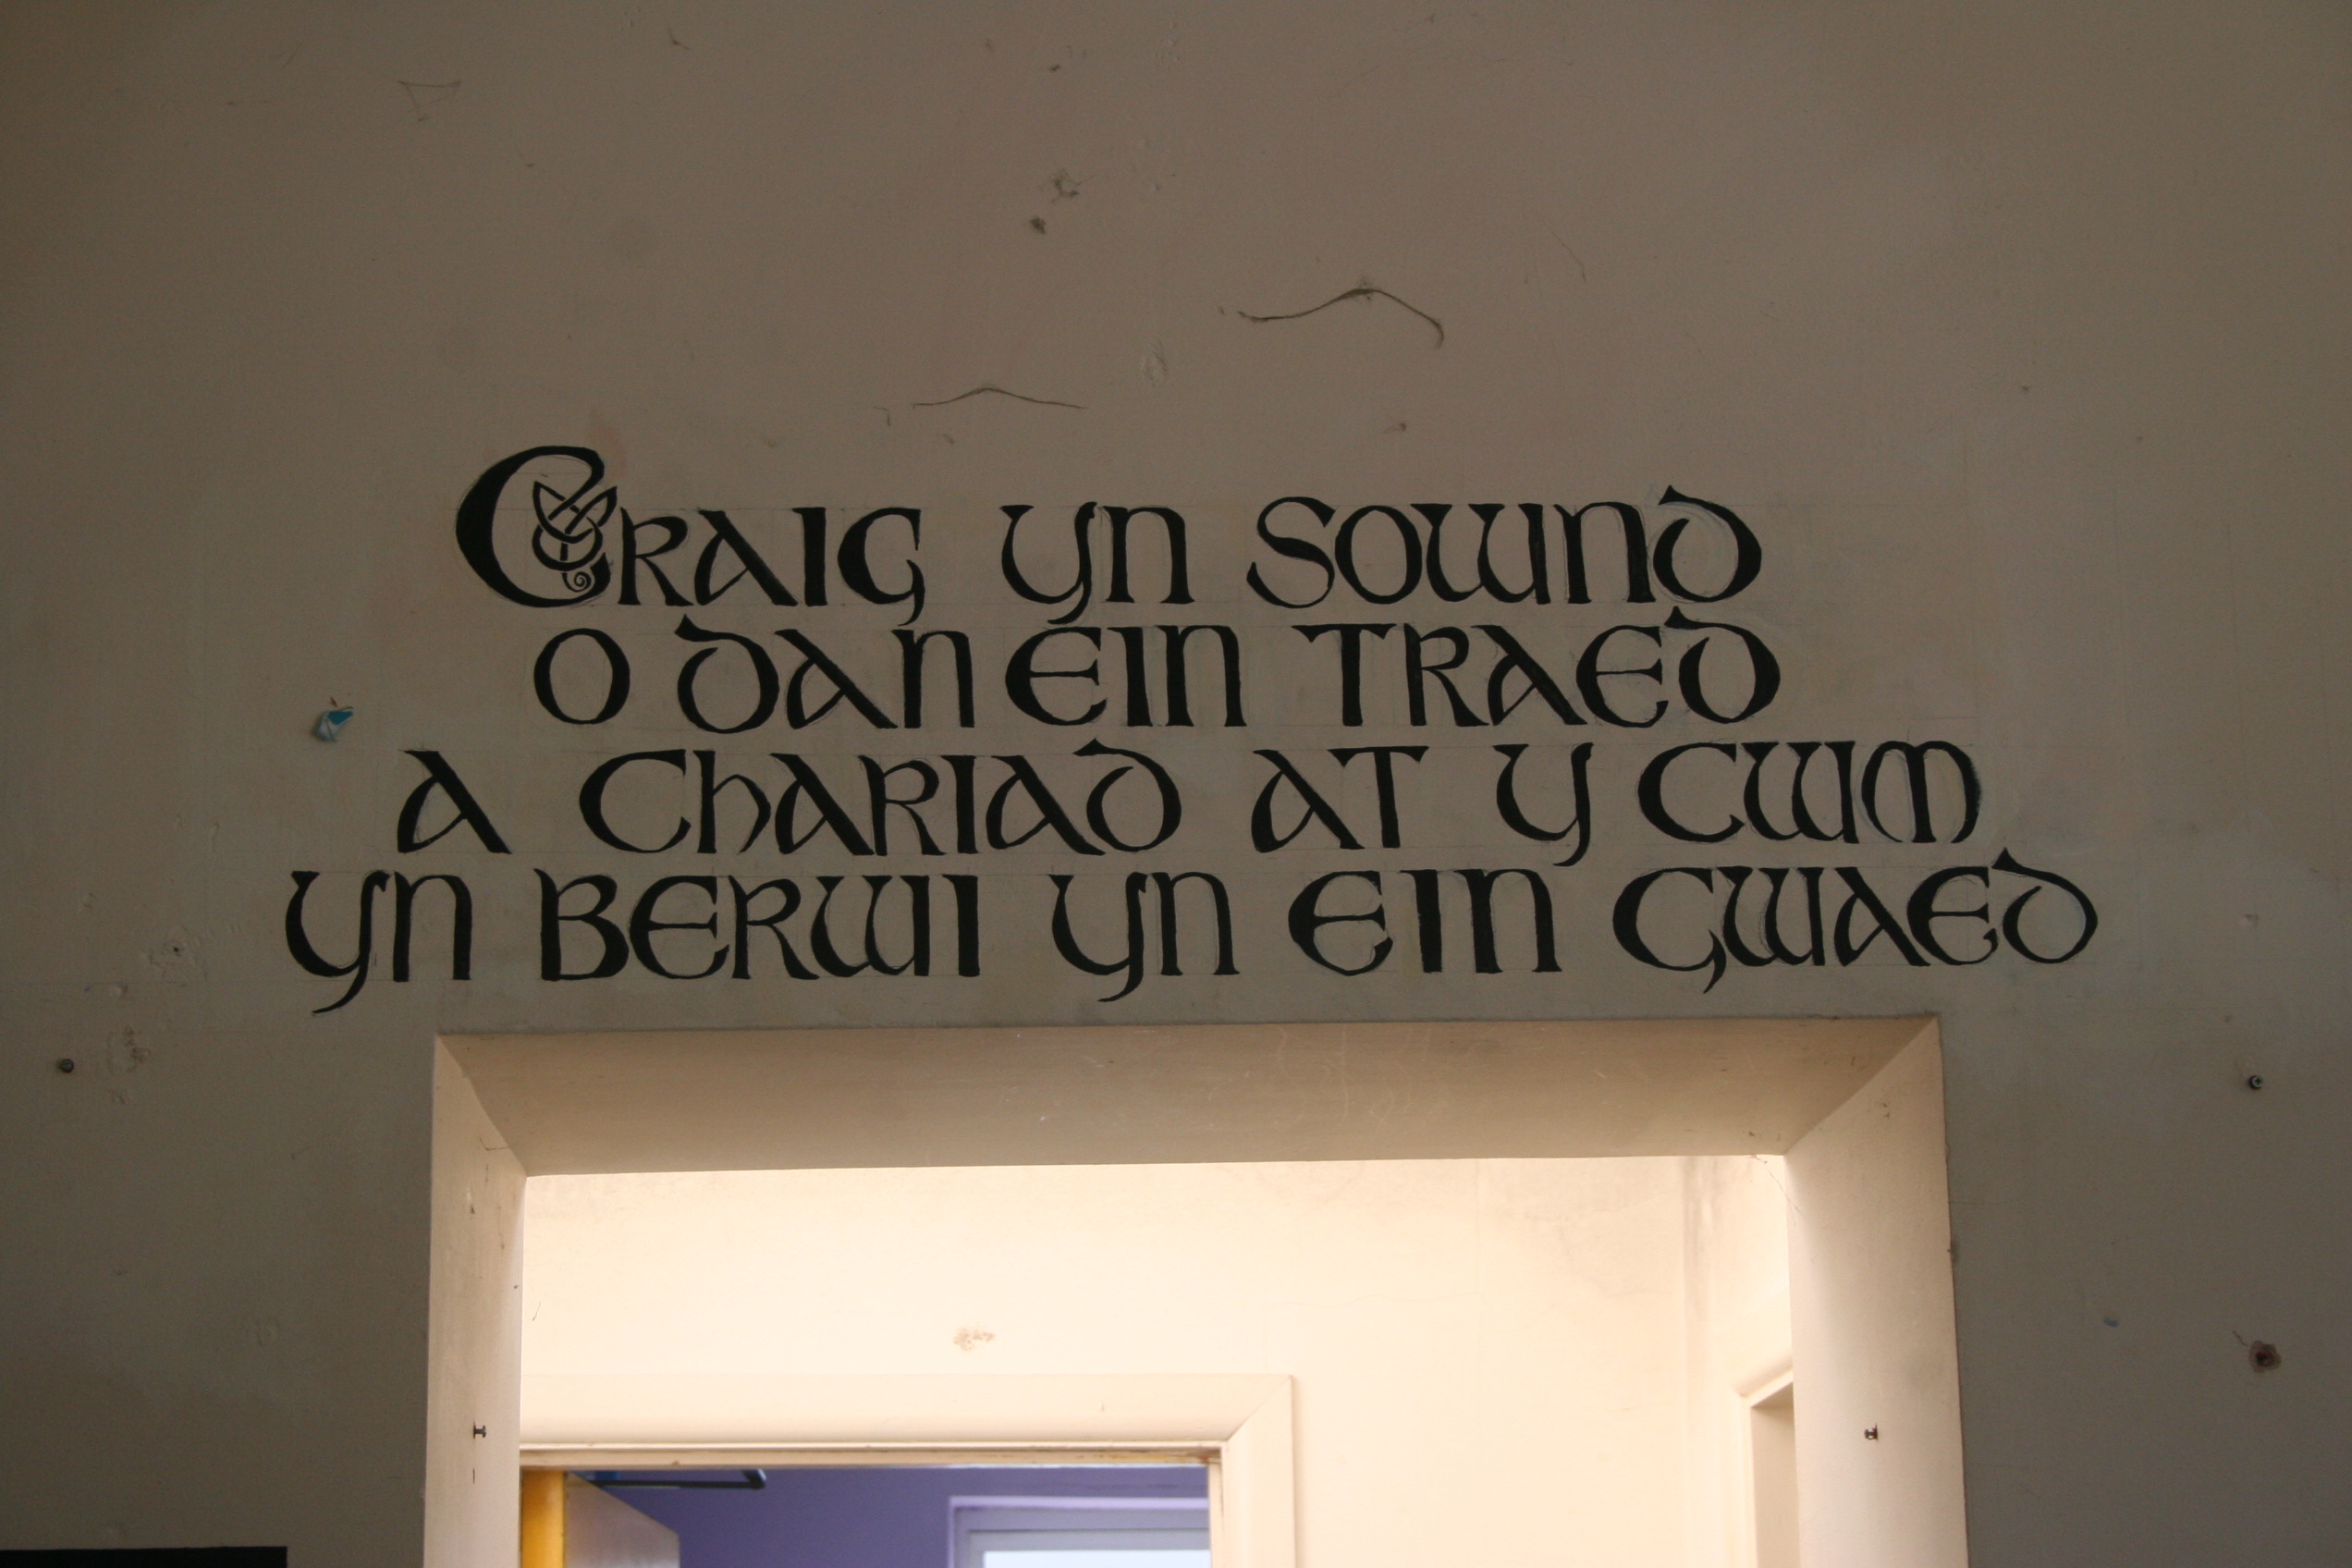 Craig yn sownd
o dan ein traed
a chariad at y cwm
yn berwi yn ein gwaed